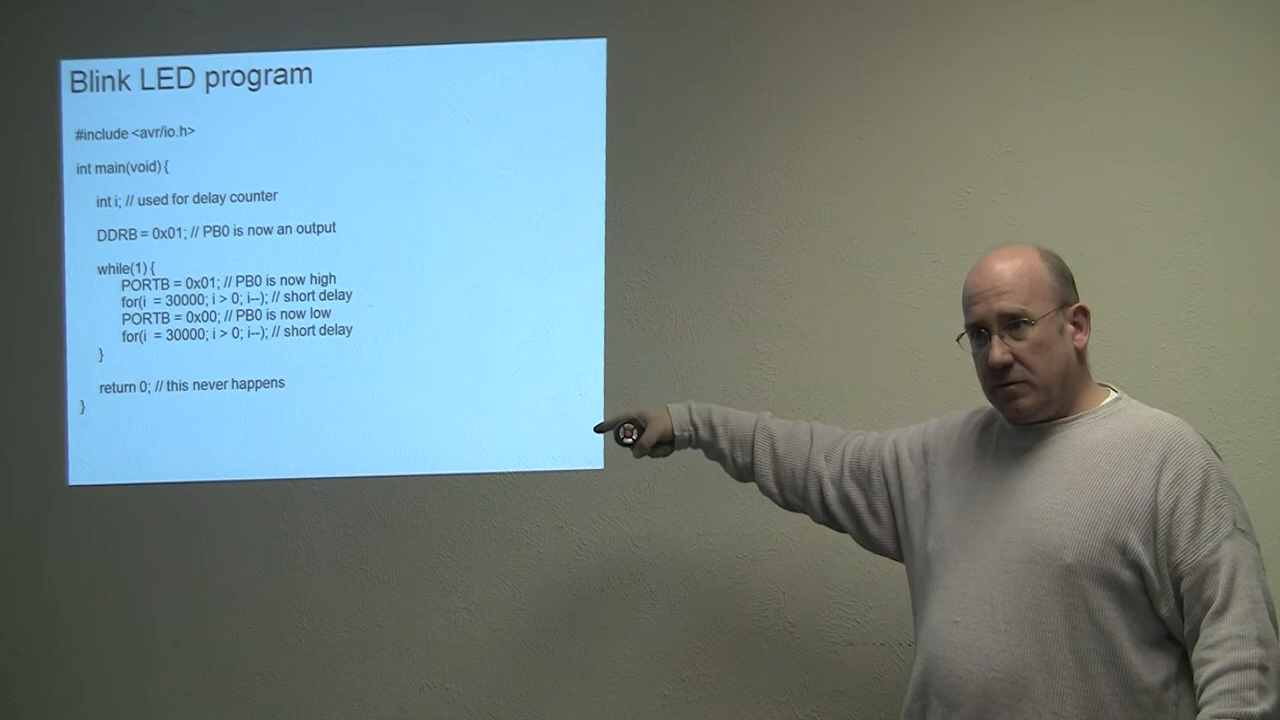 Blink LED program
#include <avr/io.h>
int main(void) {
int i; // used for delay counter
DDRB = 0x01; // PB0 is now an output
while(1) {
PORTB = 0x01; // PB0 is now high
for(i = 30000; i > 0; i--); // short delay
PORTB = 0x00; // PB0 is now low
for(i = 30000; i > 0; i--); // short delay
}
return 0; // this never happens
}